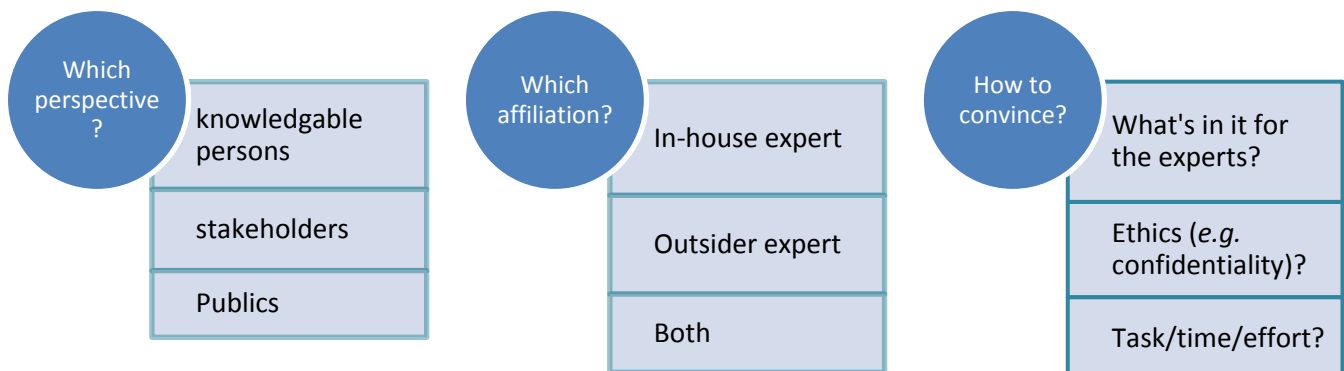 Which
perspective
?
knowledgable
persons
stakeholders
Publics
Which
affiliation?
In-house expert
Outsider expert
Both
How to
convince?
What's in it for
the experts?
Ethics (e.g.
confidentiality)?
Task/time/effort?